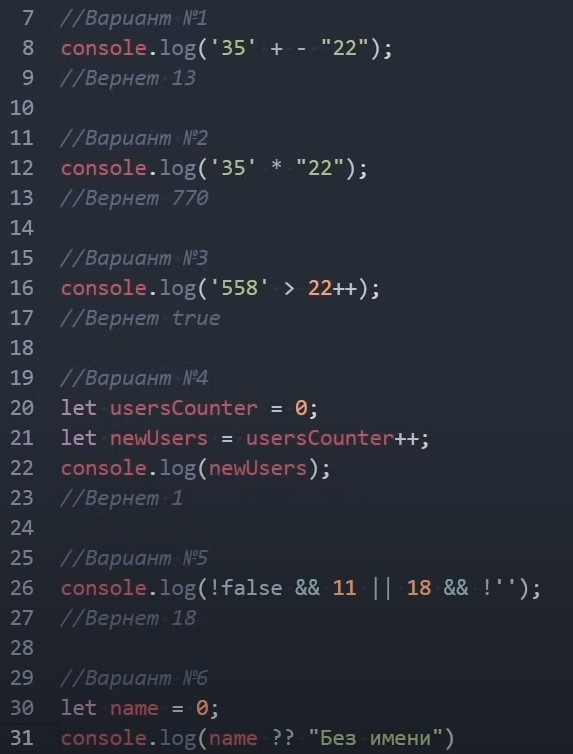 7 //Вариант №1
8 console.log('35' + - "22");
9 //Вернет 13
10
11 //Вариант №2
12 console.log('35' * "22");
13 //Вернет 770
14
15 //Вариант №3
16 console.log('558' > 22++);
17 //Вернет true
18
19 //Вариант №4
20 let usersCounter = 0;
21 let newUsers = usersCounter++;
22 console.log(newUsers);
23 //Вернет 1
24
25 //Вариант №5
26 console.log(!false && 11 || 18 && !'');
27 //Вернет 18
28
29 //Вариант №6
30 let name = 0;
31 console.log(name ?? "Без имени")